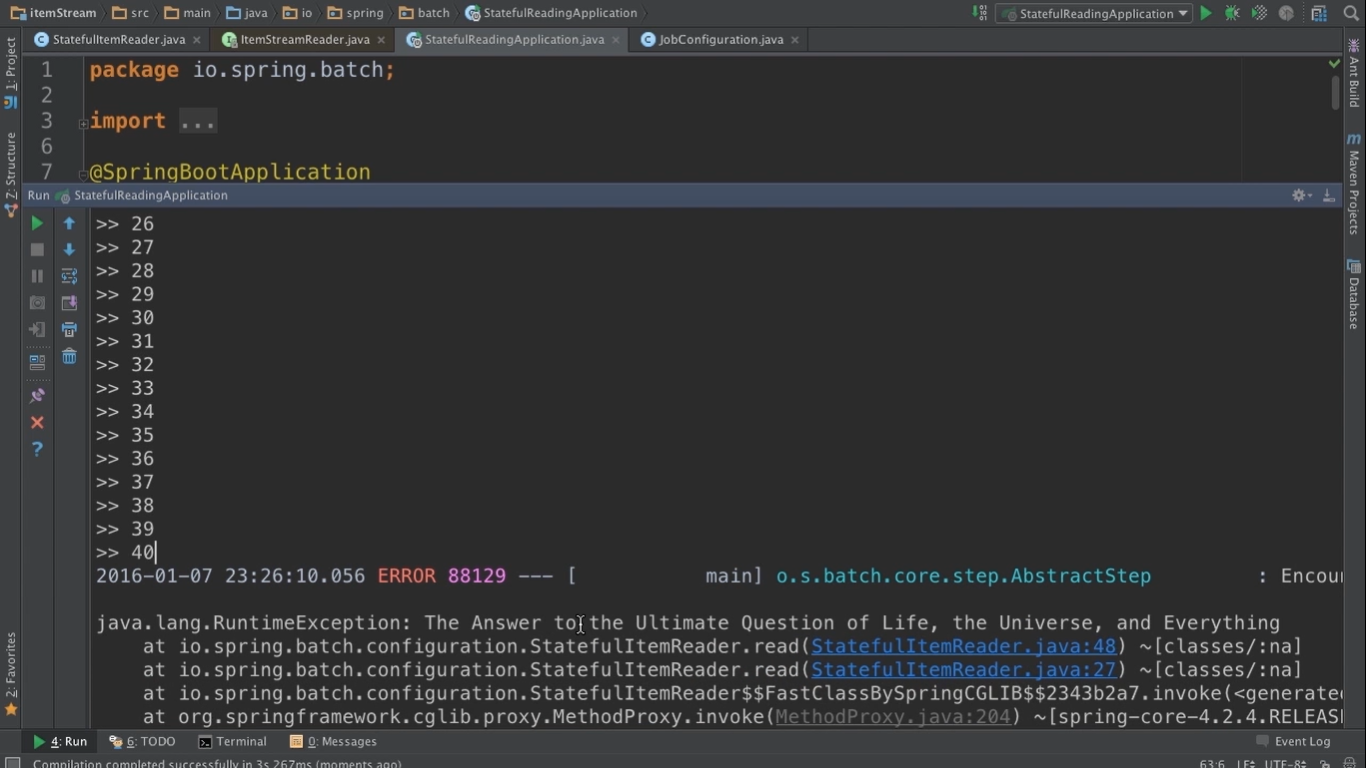 itemStream src main java io spring batch StatefulReadingApplication StatefulReadingApplication
StatefulItemReader.java ItemStreamReader.java StatefulReadingApplication.java JobConfiguration.java
1: Project
Z: Structure
2: Favorites
1 package io.spring.batch;
2
3 import ...
6
7 @SpringBootApplication
Run StatefulReadingApplication
>> 26
>> 27
>> 28
>> 29
>> 30
>> 31
>> 32
>> 33
>> 34
>> 35
>> 36
>> 37
>> 38
>> 39
>> 40
2016-01-07 23:26:10.056 ERROR 88129 --- [ main] o.s.batch.core.step.AbstractStep : Encou
java.lang.RuntimeException: The Answer to the Ultimate Question of Life, the Universe, and Everything
at io.spring.batch.configuration.StatefulItemReader.read(StatefulItemReader.java:48) ~[classes/:na]
at io.spring.batch.configuration.StatefulItemReader.read(StatefulItemReader.java:27) ~[classes/:na]
at io.spring.batch.configuration.StatefulItemReader$$FastClassBySpringCGLIB$$2343b2a7.invoke(<generate
at org.springframework.cglib.proxy.MethodProxy.invoke(MethodProxy.java:204) ~[spring-core-4.2.4.RELEAS
Ant Build
Maven Projects
Database
4: Run 6: TODO Terminal 0: Messages Event Log
Compilation completed successfully in 3s 267ms (moments ago) 63:6 LF UTF-8